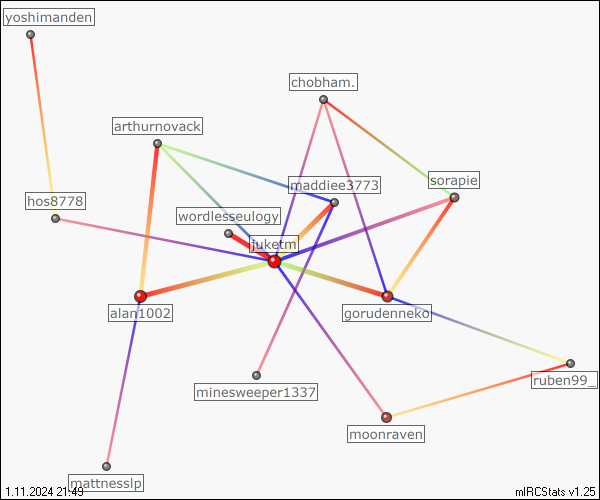 yoshimanden
chobham.
arthurnovack
maddiee3773
sorapie
hos8778
wordlesseulogy
juketm
alan1002
gorudenneko
ruben99_
minesweeper1337
moonraven
mattnesslp
1.11.2024 21:49
mIRCStats v1.25